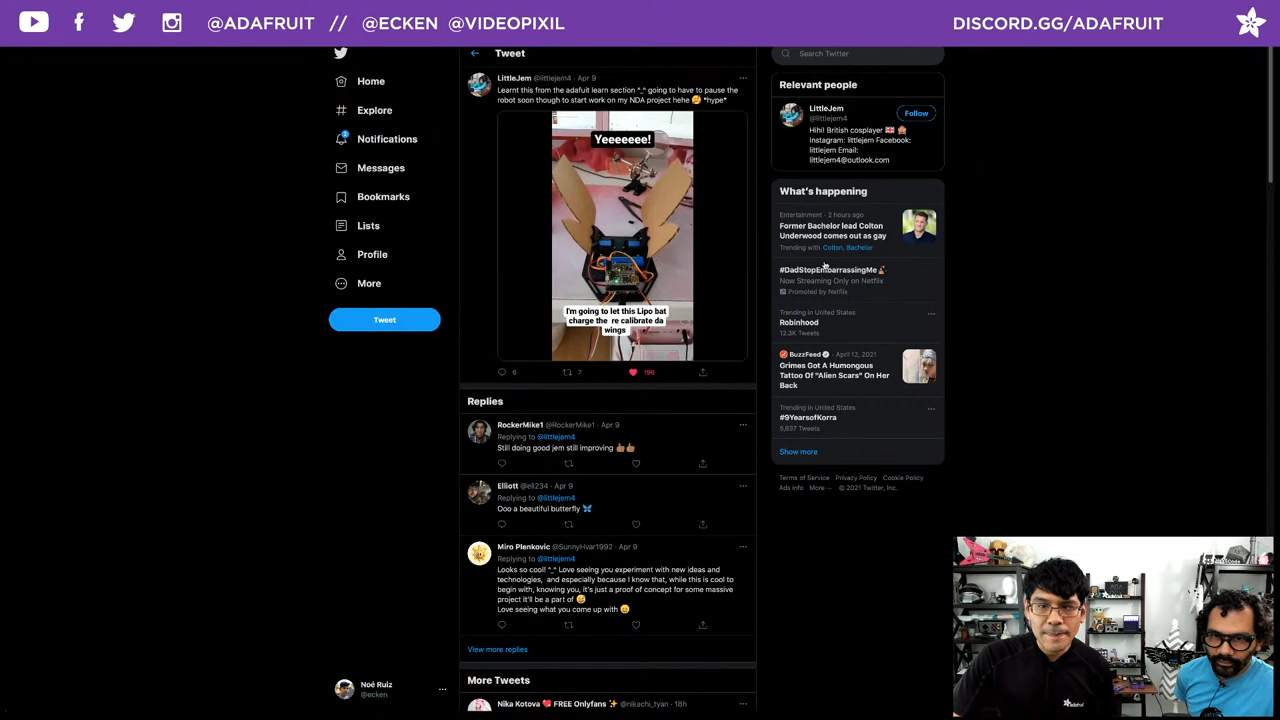 @ADAFRUIT // @ECKEN @VIDEOPIXIL
DISCORD.GG/ADAFRUIT
Home
Explore
2
Notifications
Messages
Bookmarks
Lists
Profile
More
Tweet
Noé Ruiz
@ecken
Tweet
LittleJem @littlejem4 · Apr 9
Learnt this from the adafuit learn section ^_^ going to have to pause the
robot soon though to start work on my NDA project hehe 🥰 *hype*
Yeeeeeee!
I'm going to let this Lipo bat
charge the re calibrate da
wings
6
7
196
Replies
RockerMike1 @RockerMike1 · Apr 9
Replying to @littlejem4
Still doing good jem still improving 👍🏽👍🏽
Elliott @ell234 · Apr 9
Replying to @littlejem4
Ooo a beautiful butterfly 🦋
Miro Plenkovic @SunnyHvar1992 · Apr 9
Replying to @littlejem4
Looks so cool! ^_^ Love seeing you experiment with new ideas and
technologies, and especially because I know that, while this is cool to
begin with, knowing you, it's just a proof of concept for some massive
project it'll be a part of 😅
Love seeing what you come up with 😀
View more replies
More Tweets
Nika Kotova 💖 FREE Onlyfans ✨ @nikachi_tyan · 18h
Search Twitter
Relevant people
LittleJem
@littlejem4
Follow
Hihi! British cosplayer 🇬🇧
Instagram: littlejem Facebook:
littlejem Email:
littlejem4@outlook.com
What's happening
Entertainment · 2 hours ago
Former Bachelor lead Colton
Underwood comes out as gay
Trending with Colton, Bachelor
#DadStopEmbarrassingMe
Now Streaming Only on Netflix
Promoted by Netflix
Trending in United States
Robinhood
12.3K Tweets
BuzzFeed · April 12, 2021
Grimes Got A Humongous
Tattoo Of "Alien Scars" On Her
Back
Trending in United States
#9YearsofKorra
5,637 Tweets
Show more
Terms of Service Privacy Policy Cookie Policy
Ads info More ··· © 2021 Twitter, Inc.